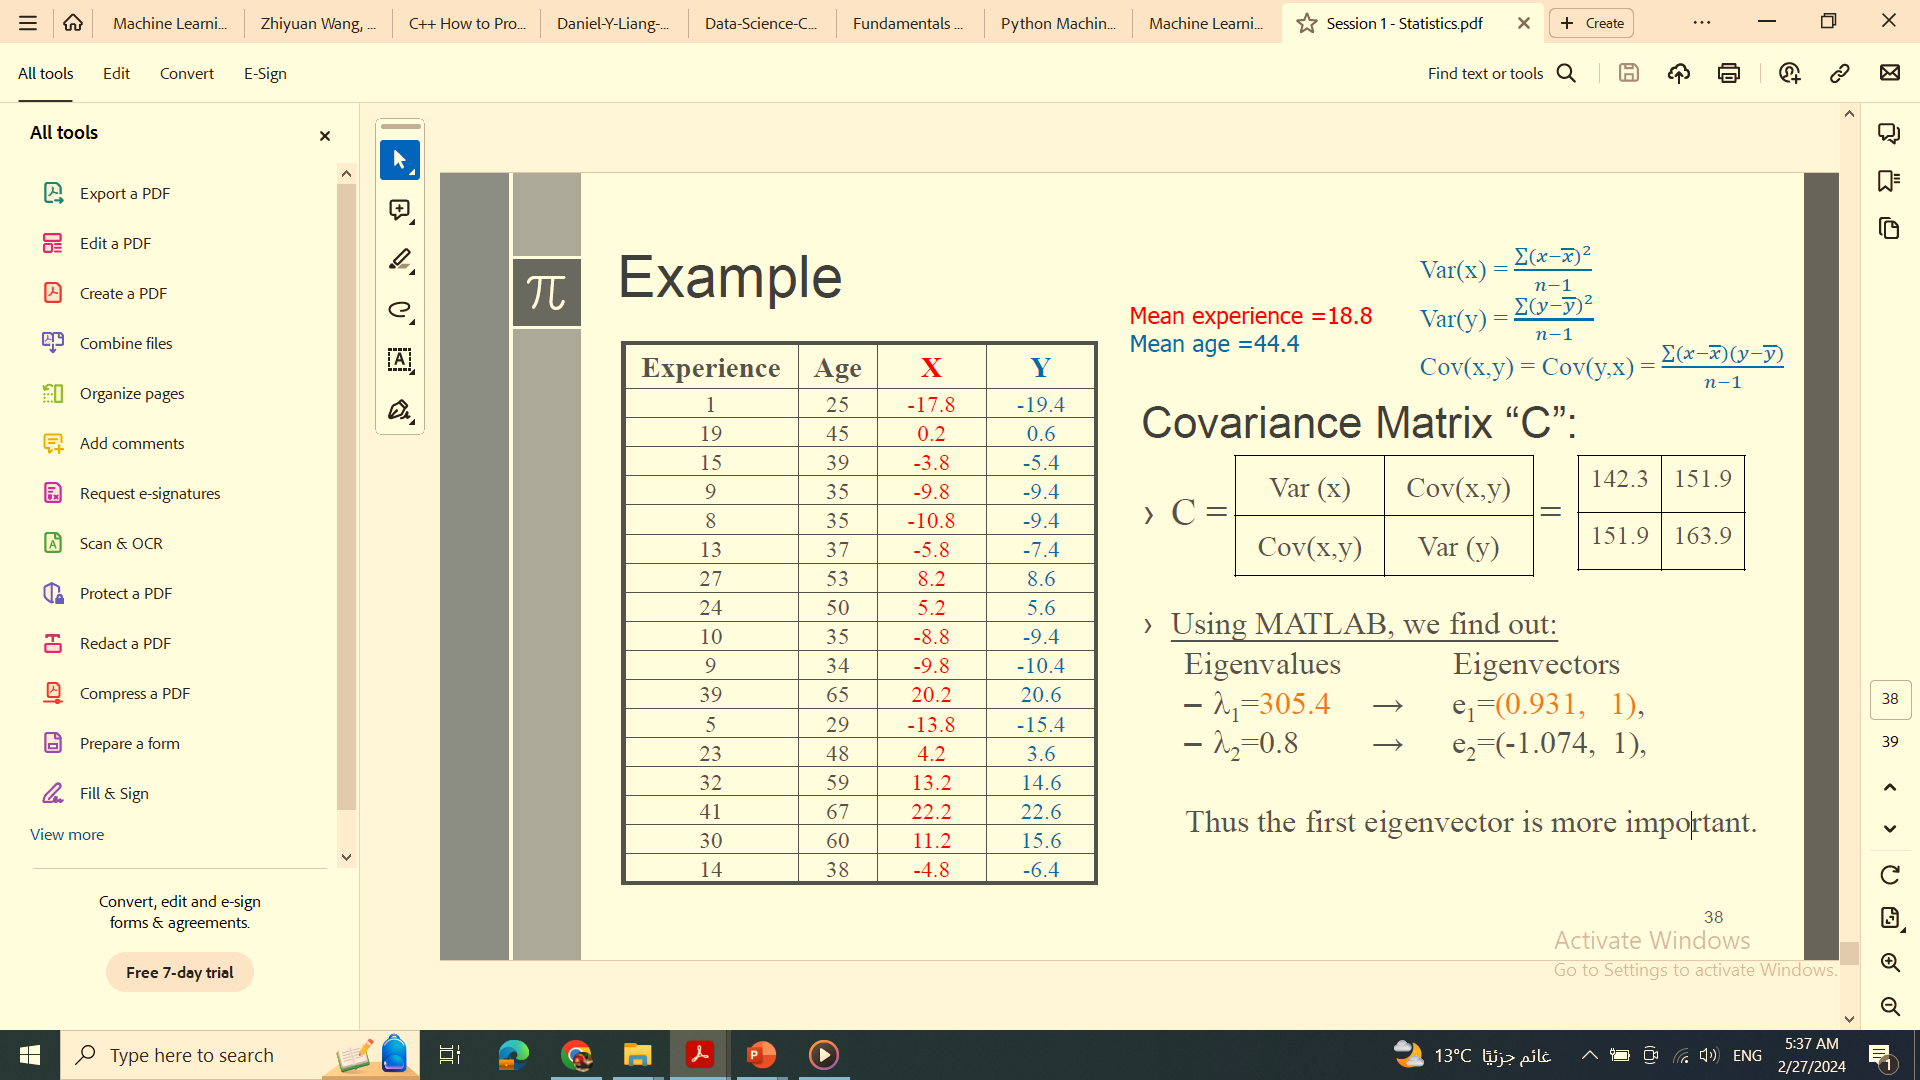 Machine Learni...
Zhiyuan Wang, ...
C++ How to Pro...
Daniel-Y-Liang-...
Data-Science-C...
Fundamentals ...
Python Machin...
Machine Learni...
Session 1 - Statistics.pdf
+ Create
All tools Edit Convert E-Sign
Find text or tools
All tools
Export a PDF
Edit a PDF
Create a PDF
Combine files
Organize pages
Add comments
Request e-signatures
Scan & OCR
Protect a PDF
Redact a PDF
Compress a PDF
Prepare a form
Fill & Sign
View more
Convert, edit and e-sign
forms & agreements.
Free 7-day trial
π
Example
Experience Age X Y
1 25 -17.8 -19.4
19 45 0.2 0.6
15 39 -3.8 -5.4
9 35 -9.8 -9.4
8 35 -10.8 -9.4
13 37 -5.8 -7.4
27 53 8.2 8.6
24 50 5.2 5.6
10 35 -8.8 -9.4
9 34 -9.8 -10.4
39 65 20.2 20.6
5 29 -13.8 -15.4
23 48 4.2 3.6
32 59 13.2 14.6
41 67 22.2 22.6
30 60 11.2 15.6
14 38 -4.8 -6.4
Mean experience =18.8
Mean age =44.4
Var(x) = ∑(x−x̅)² / n−1
Var(y) = ∑(y−y̅)² / n−1
Cov(x,y) = Cov(y,x) = ∑(x−x̅)(y−y̅) / n−1
Covariance Matrix “C”:
› C = Var (x) Cov(x,y) = 142.3 151.9
Cov(x,y) Var (y) 151.9 163.9
› Using MATLAB, we find out:
Eigenvalues Eigenvectors
– λ₁=305.4 → e₁=(0.931, 1),
– λ₂=0.8 → e₂=(-1.074, 1),
Thus the first eigenvector is more important.
38
Activate Windows
Go to Settings to activate Windows.
38
39
Type here to search
13°C غائم جزئيًا
ENG
5:37 AM
2/27/2024
1